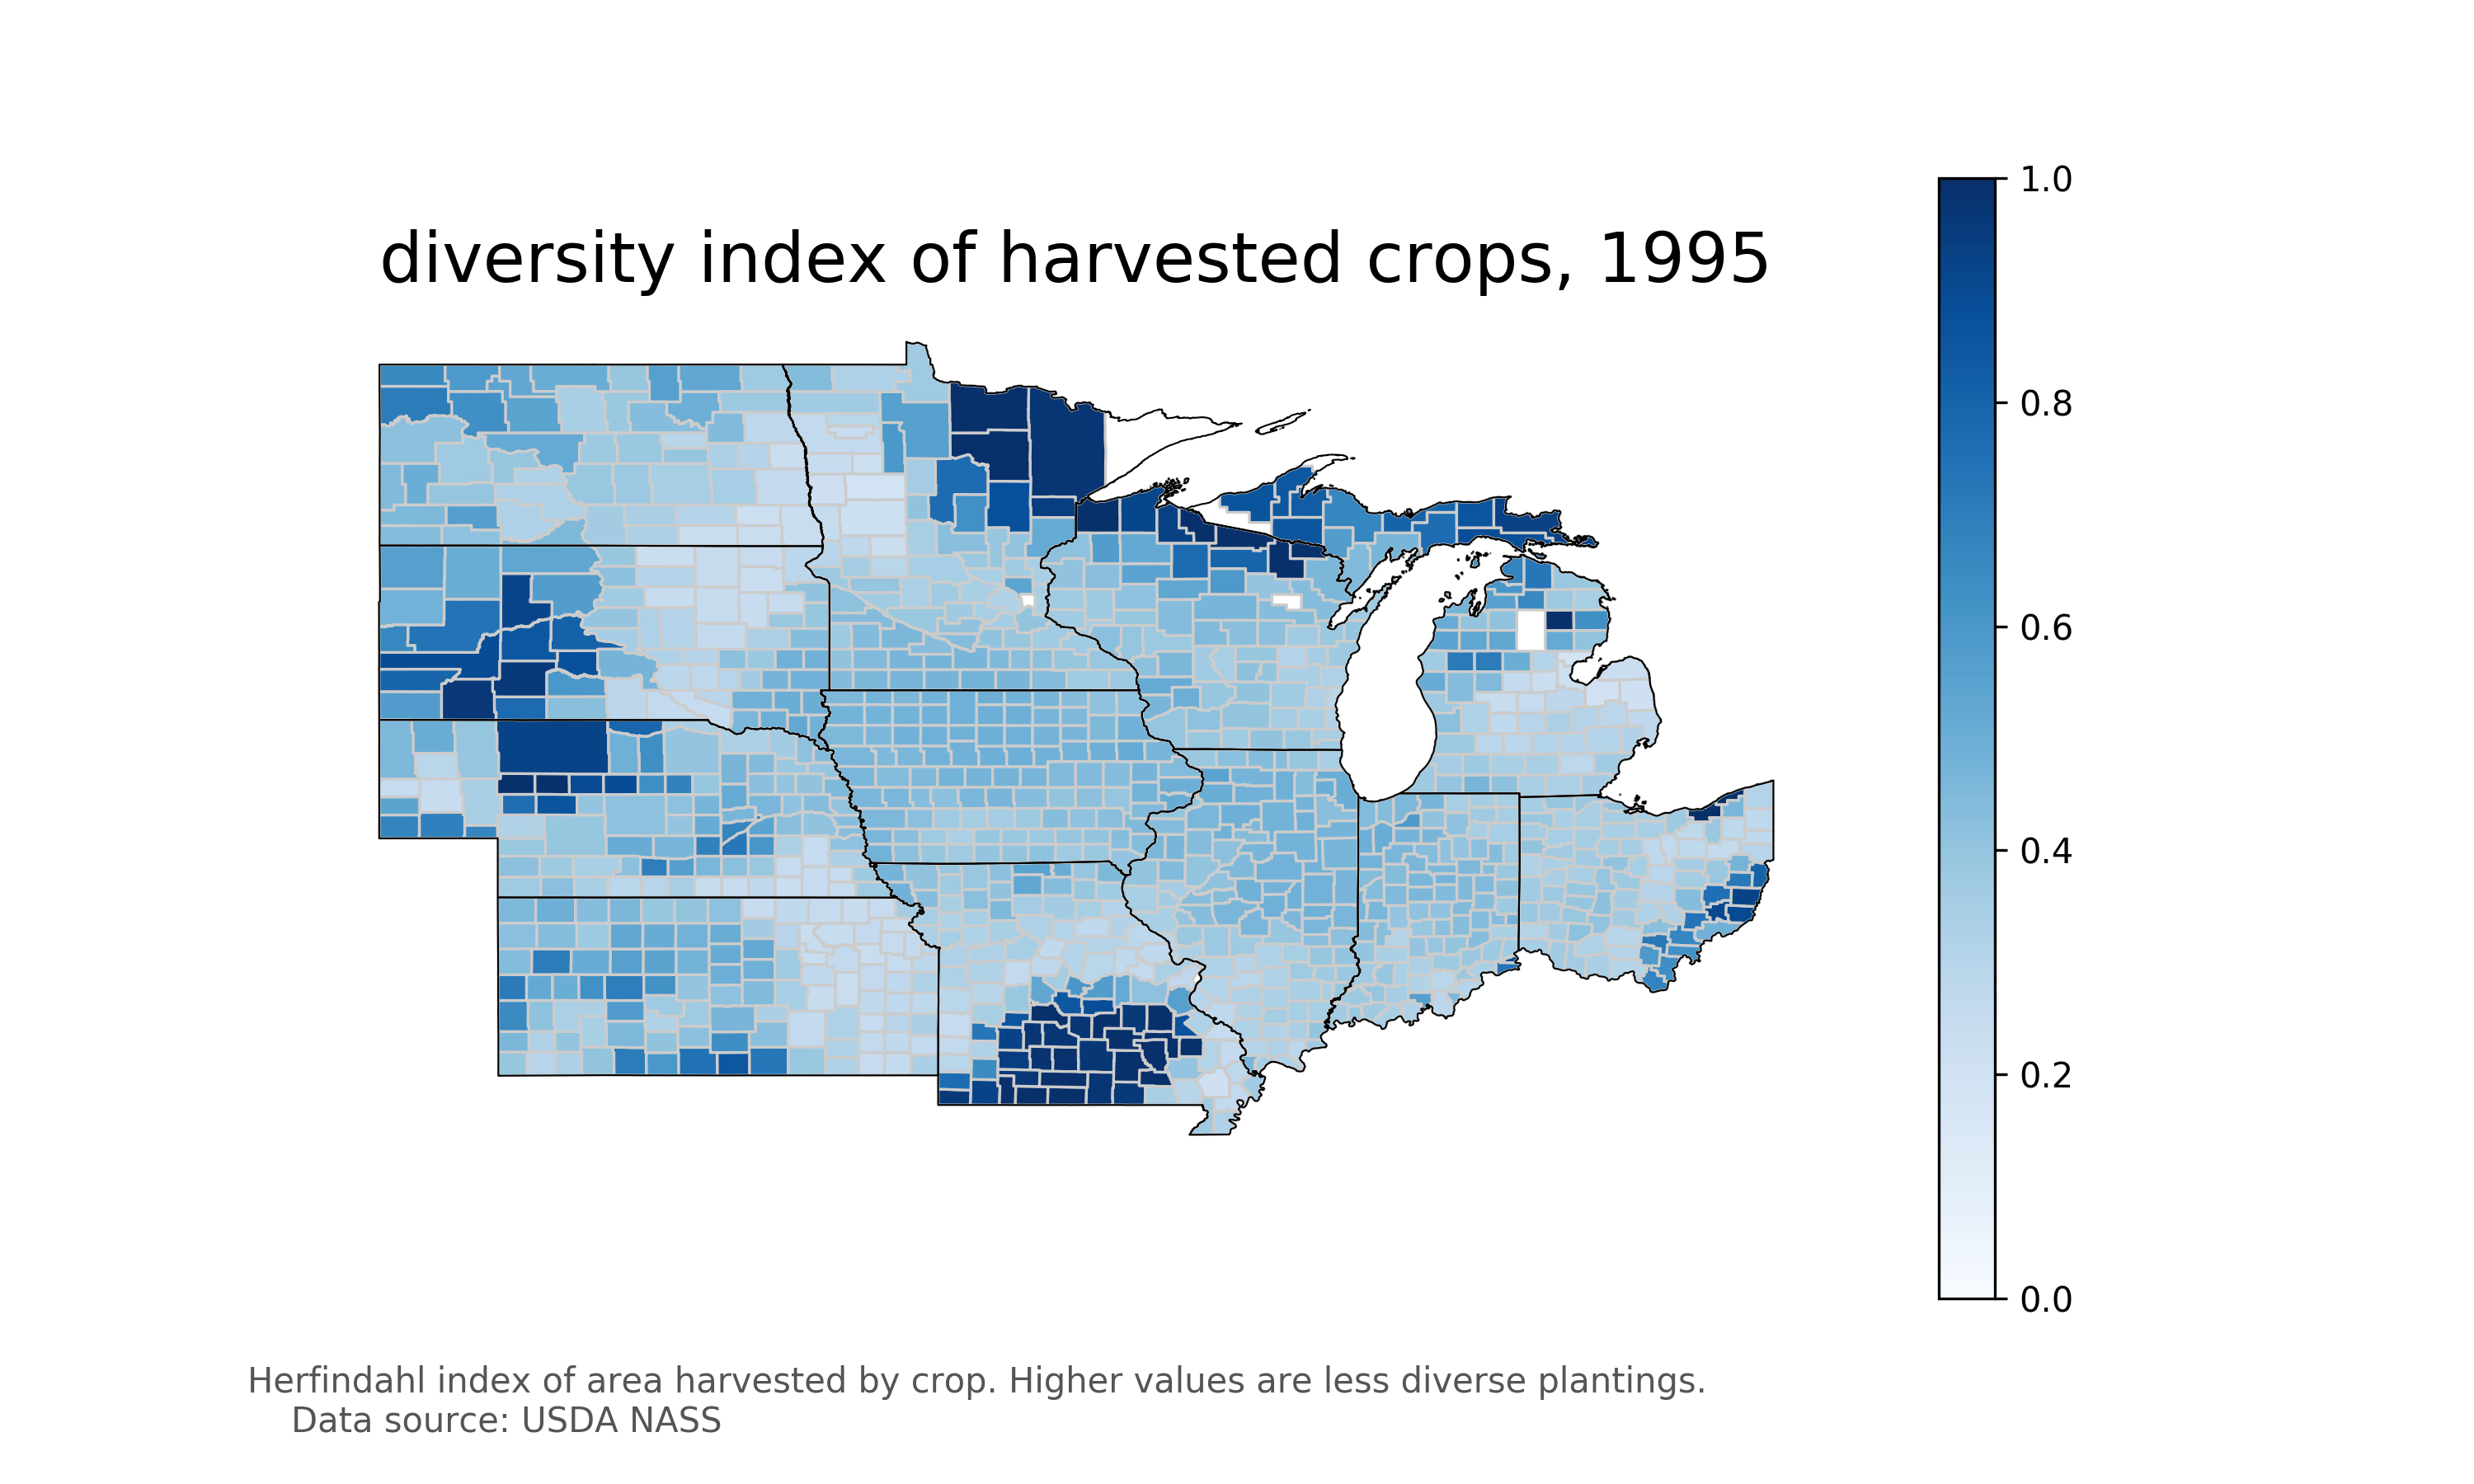 diversity index of harvested crops, 1995
1.0
0.8
0.6
0.4
0.2
0.0
Herfindahl index of area harvested by crop. Higher values are less diverse plantings.
Data source: USDA NASS